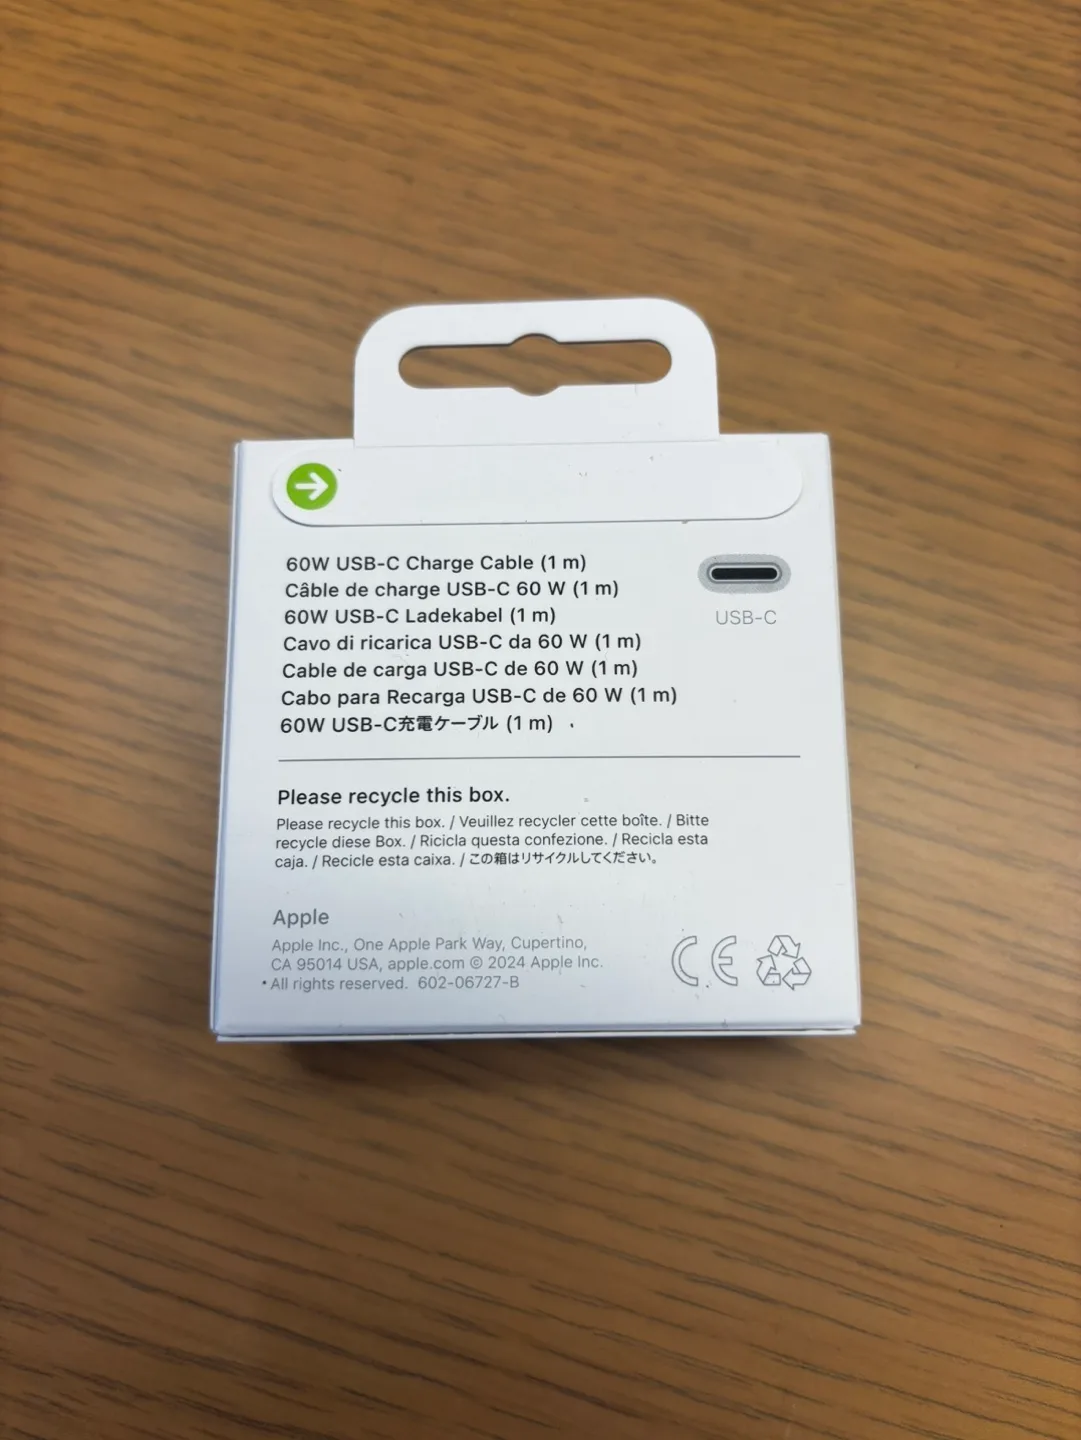 60W USB-C Charge Cable (1 m)
Câble de charge USB-C 60 W (1 m)
60W USB-C Ladekabel (1 m)
Cavo di ricarica USB-C da 60 W (1 m)
Cable de carga USB-C de 60 W (1 m)
Cabo para Recarga USB-C de 60 W (1 m)
60W USB-C充電ケーブル (1 m)
USB-C
Please recycle this box.
Please recycle this box. / Veuillez recycler cette boîte. / Bitte
recycle diese Box. / Ricicla questa confezione. / Recicla esta
caja. / Recicle esta caixa. / この箱はリサイクルしてください。
Apple
Apple Inc., One Apple Park Way, Cupertino,
CA 95014 USA, apple.com © 2024 Apple Inc.
All rights reserved. 602-06727-B
CE